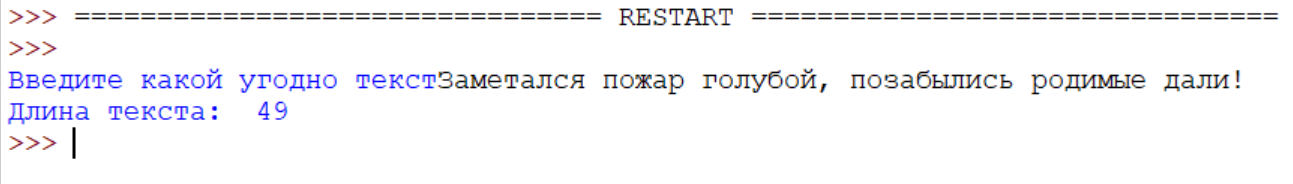 >>> ================================ RESTART ================================
>>>
Введите какой угодно текстЗаметался пожар голубой, позабылись родимые дали!
Длина текста:  49
>>>